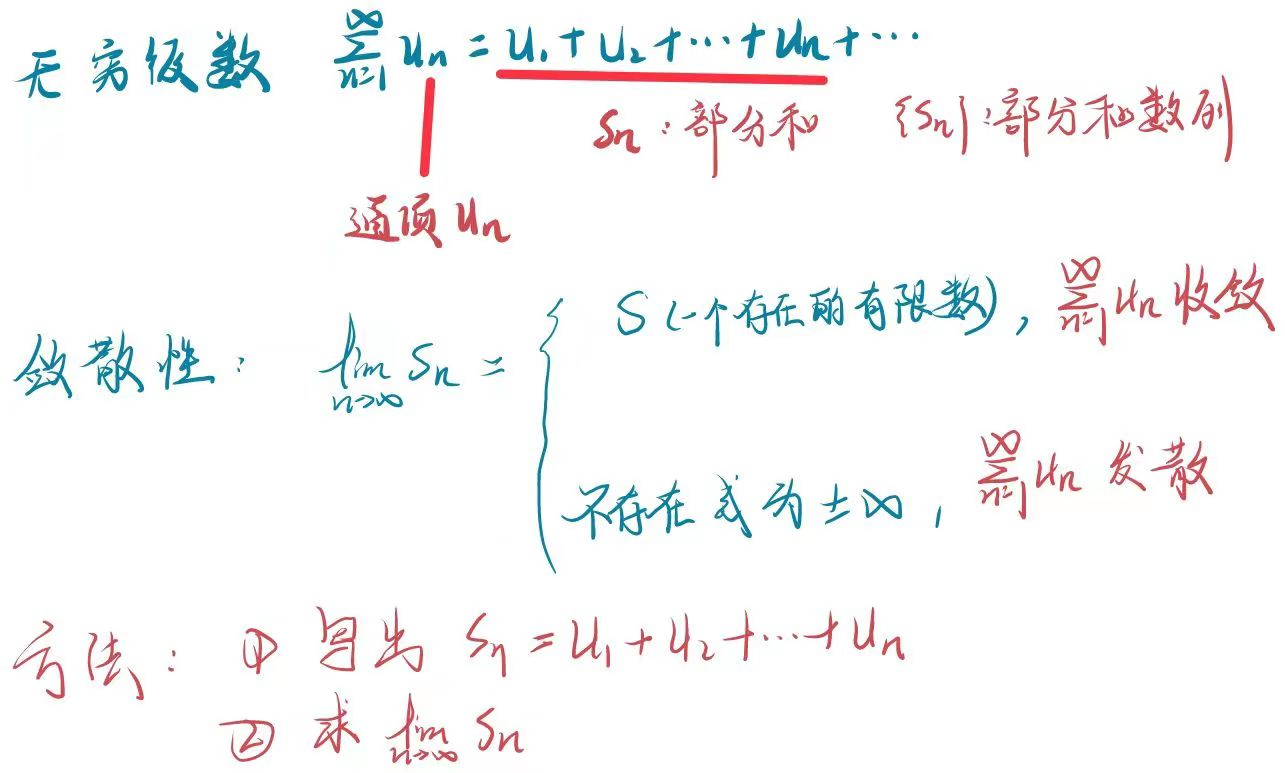 无穷级数 $\sum_{n=1}^{\infty} u_n = u_1 + u_2 + \cdots + u_n + \cdots$
$S_n$：部分和 $\{S_n\}$：部分和数列
通项 $u_n$
S (一个存在的有限数)，$\sum_{n=1}^{\infty} u_n$ 收敛
敛散性： $\lim_{n\to\infty} S_n =$ {
不存在或为 $\pm\infty$，$\sum_{n=1}^{\infty} u_n$ 发散
方法：① 写出 $S_n = u_1 + u_2 + \cdots + u_n$
② 求 $\lim_{n\to\infty} S_n$